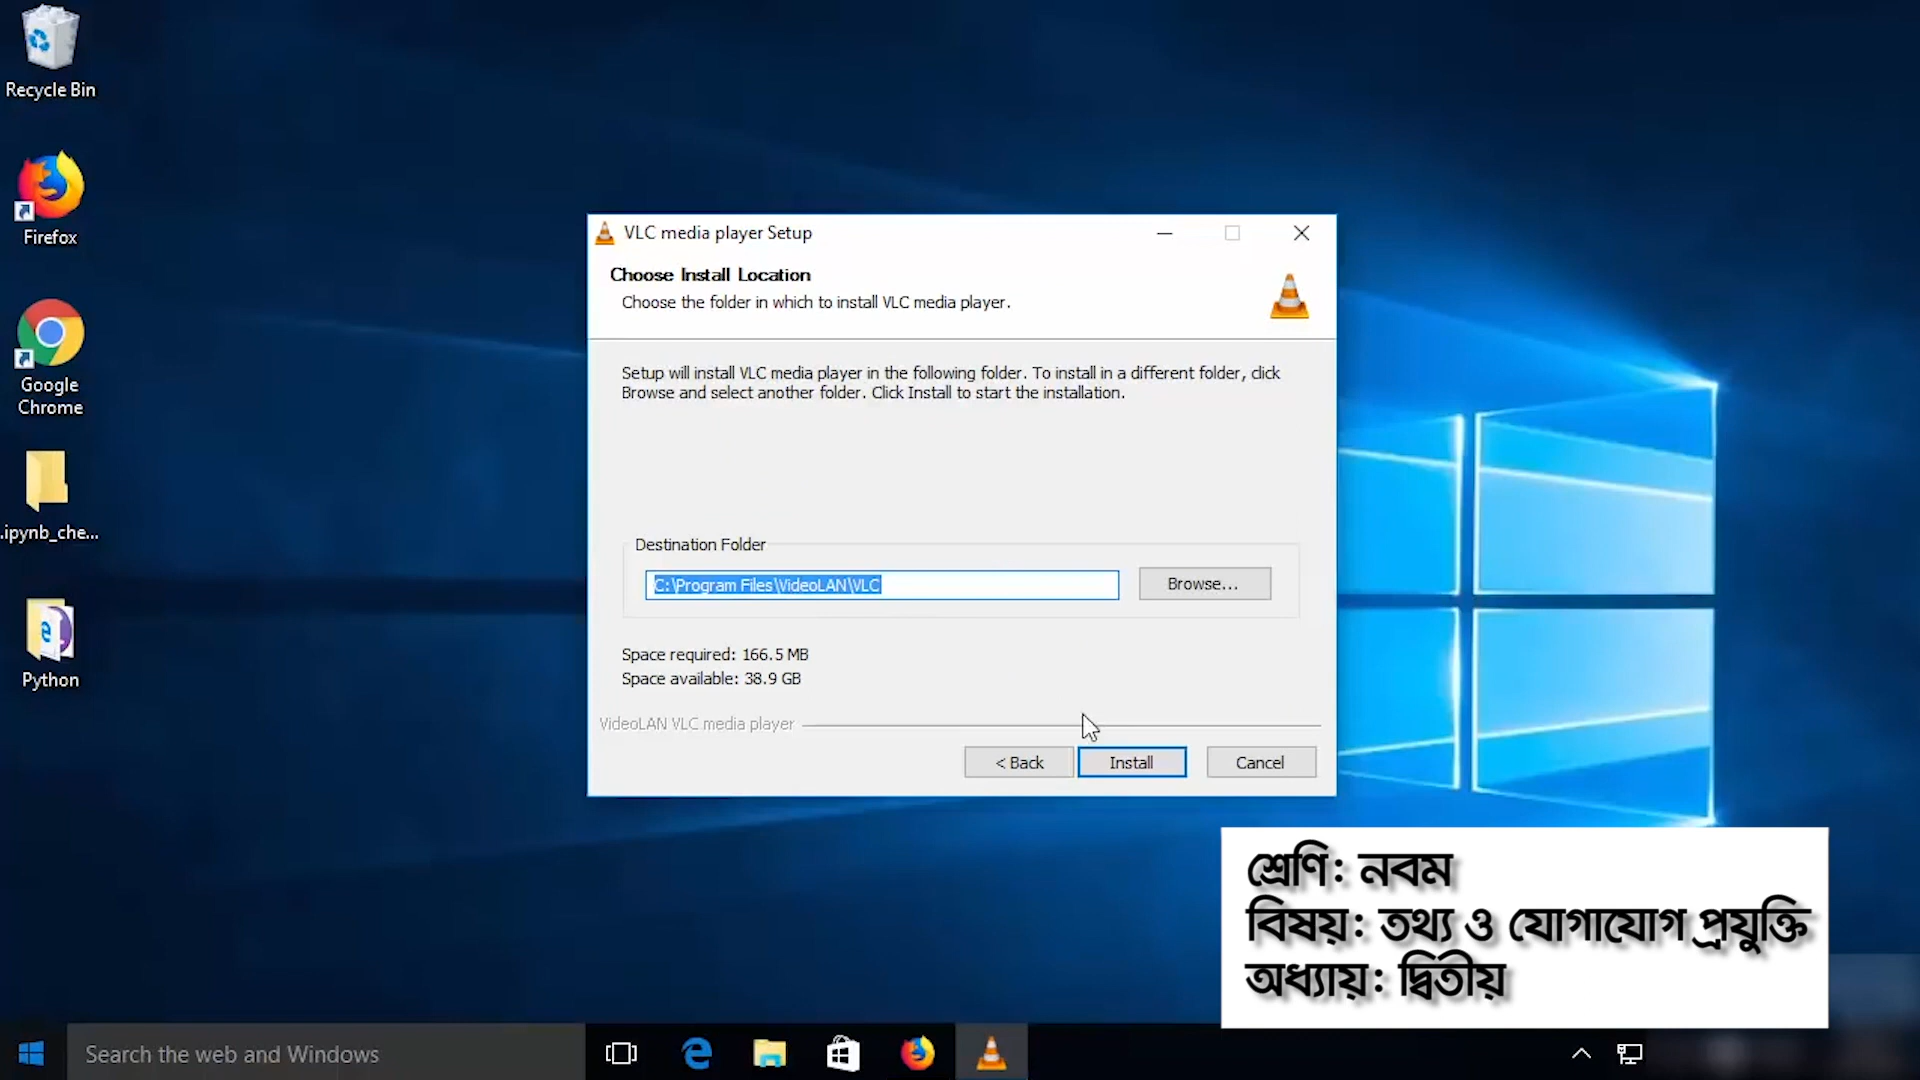 Recycle Bin
Firefox
Google
Chrome
.ipynb_che...
Python
VLC media player Setup
Choose Install Location
Choose the folder in which to install VLC media player.
Setup will install VLC media player in the following folder. To install in a different folder, click
Browse and select another folder. Click Install to start the installation.
Destination Folder
C:\Program Files\VideoLAN\VLC
Browse...
Space required: 166.5 MB
Space available: 38.9 GB
VideoLAN VLC media player
< Back
Install
Cancel
শ্রেণি: নবম
বিষয়: তথ্য ও যোগাযোগ প্রযুক্তি
অধ্যায়: দ্বিতীয়
Search the web and Windows